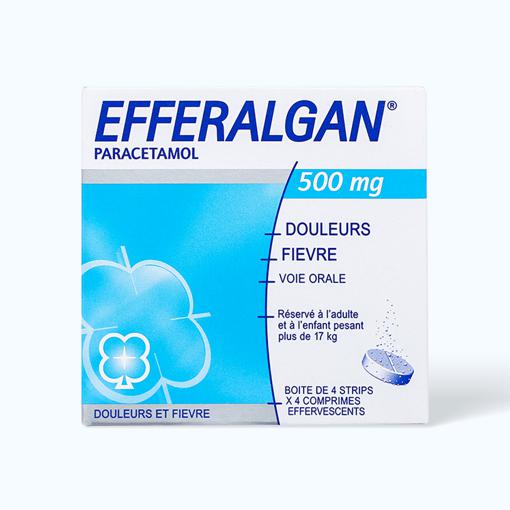 EFFERALGAN®
PARACETAMOL
500 mg
DOULEURS
FIEVRE
VOIE ORALE
Réservé à l'adulte
et à l'enfant pesant
plus de 17 kg
BOITE DE 4 STRIPS
X 4 COMPRIMES
EFFERVESCENTS
DOULEURS ET FIEVRE